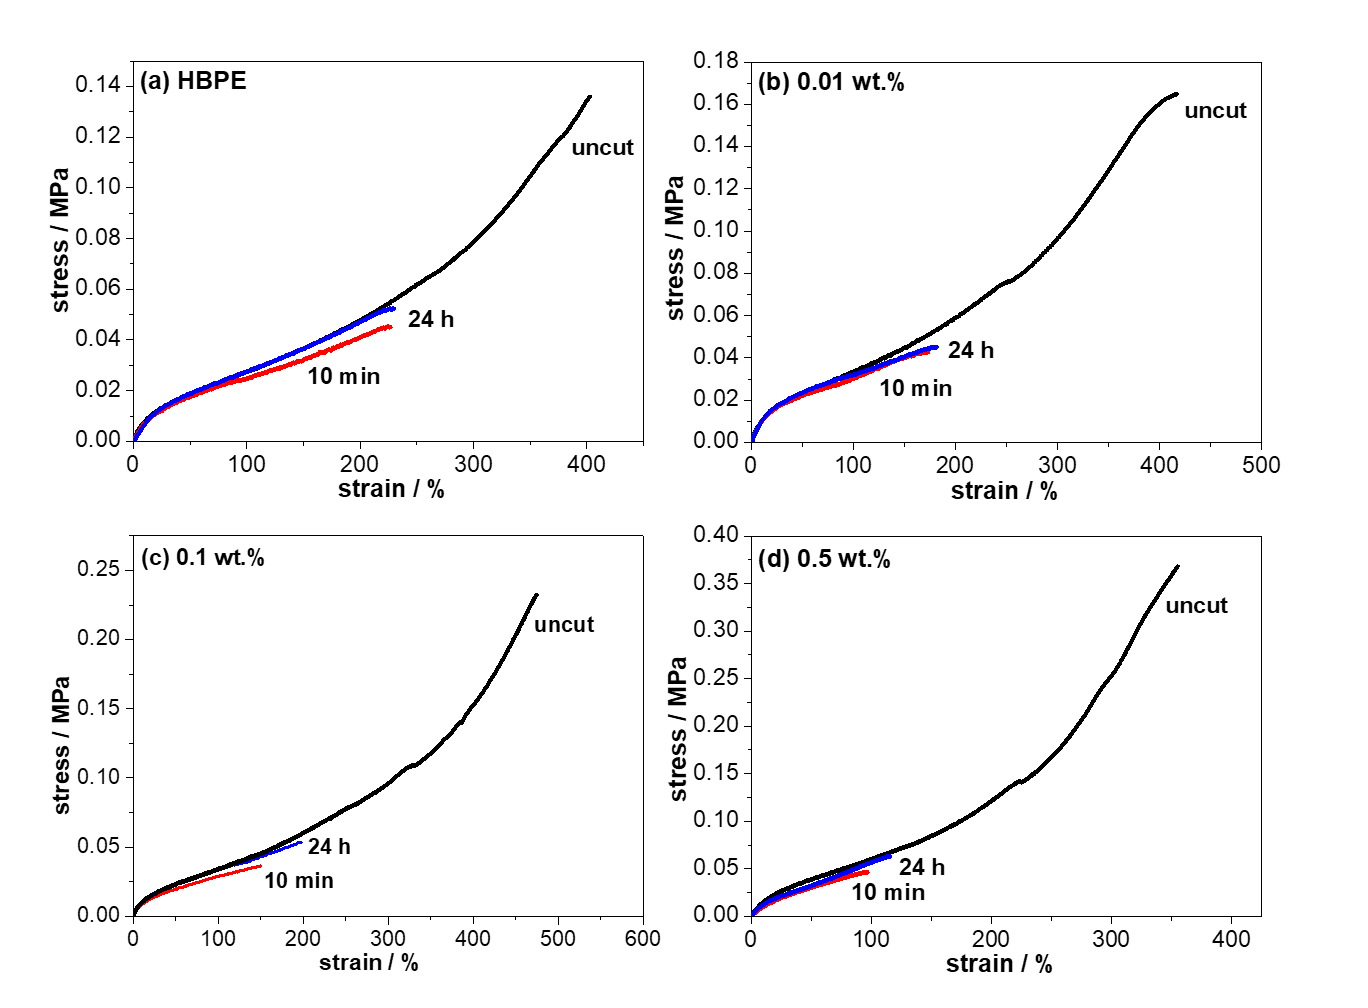 (a) HBPE
stress / MPa
0.14
0.12
0.10
0.08
0.06
0.04
0.02
0.00
uncut
24 h
10 min
0 100 200 300 400
strain / %
(b) 0.01 wt.%
stress / MPa
0.18
0.16
0.14
0.12
0.10
0.08
0.06
0.04
0.02
0.00
uncut
24 h
10 min
0 100 200 300 400 500
strain / %
(c) 0.1 wt.%
stress / MPa
0.25
0.20
0.15
0.10
0.05
0.00
uncut
24 h
10 min
0 100 200 300 400 500 600
strain / %
(d) 0.5 wt.%
stress / MPa
0.40
0.35
0.30
0.25
0.20
0.15
0.10
0.05
0.00
uncut
24 h
10 min
0 100 200 300 400
strain / %